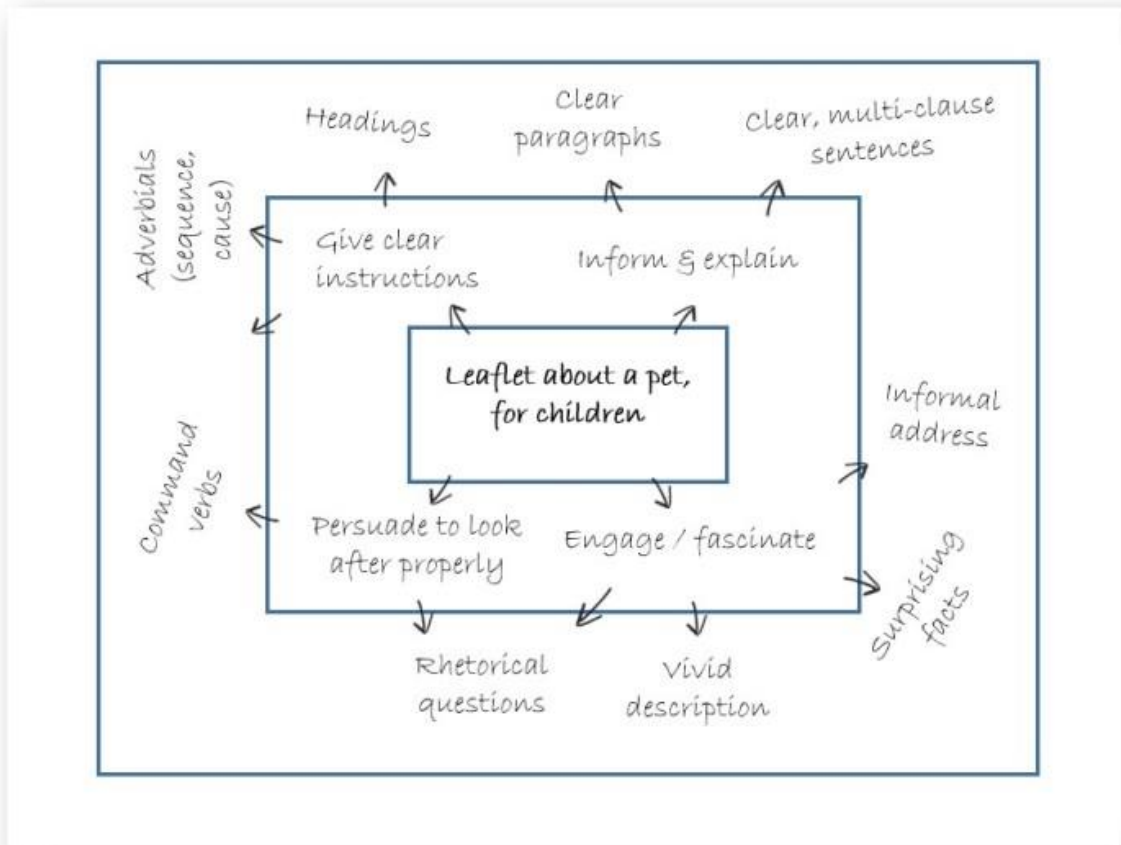 Headings
Clear
paragraphs
Clear, multi-clause
sentences
Adverbials
(sequence,
cause)
Give clear
instructions
Inform & explain
Leaflet about a pet,
for children
Informal
address
Command
verbs
Persuade to look
after properly
Engage / fascinate
Surprising
facts
Rhetorical
questions
Vivid
description